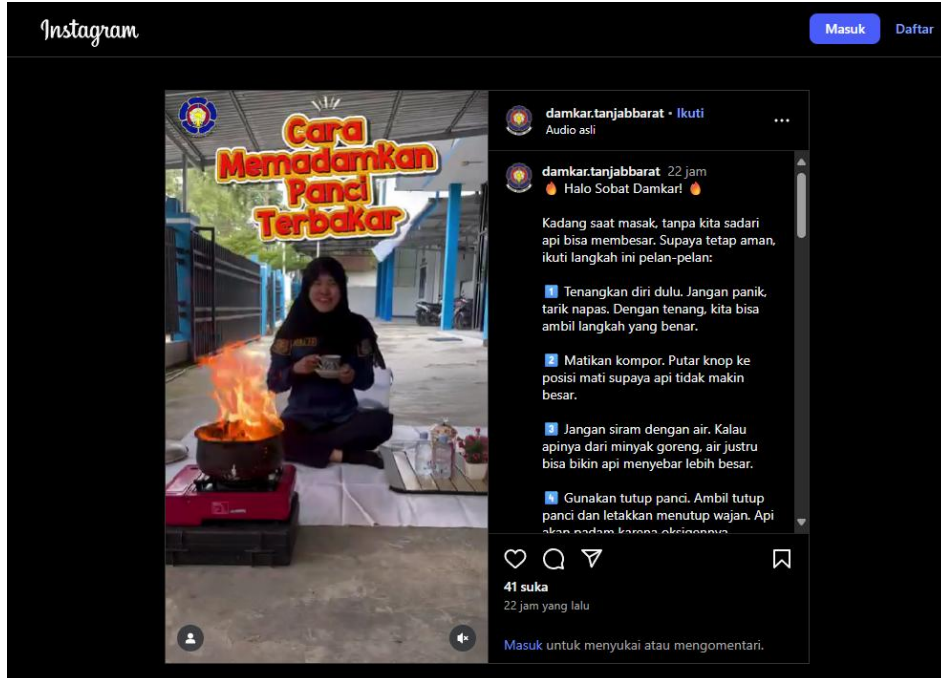 Instagram
Masuk
Daftar
Cara
Memadamkan
Panci
Terbakar
damkar.tanjabbarat • Ikuti
Audio asli
damkar.tanjabbarat 22 jam
🔥 Halo Sobat Damkar! 🔥
Kadang saat masak, tanpa kita sadari
api bisa membesar. Supaya tetap aman,
ikuti langkah ini pelan-pelan:
1️⃣ Tenangkan diri dulu. Jangan panik,
tarik napas. Dengan tenang, kita bisa
ambil langkah yang benar.
2️⃣ Matikan kompor. Putar knop ke
posisi mati supaya api tidak makin
besar.
3️⃣ Jangan siram dengan air. Kalau
apinya dari minyak goreng, air justru
bisa bikin api menyebar lebih besar.
4️⃣ Gunakan tutup panci. Ambil tutup
panci dan letakkan menutup wajan. Api
akan padam karena oksigennya
41 suka
22 jam yang lalu
Masuk untuk menyukai atau mengomentari.